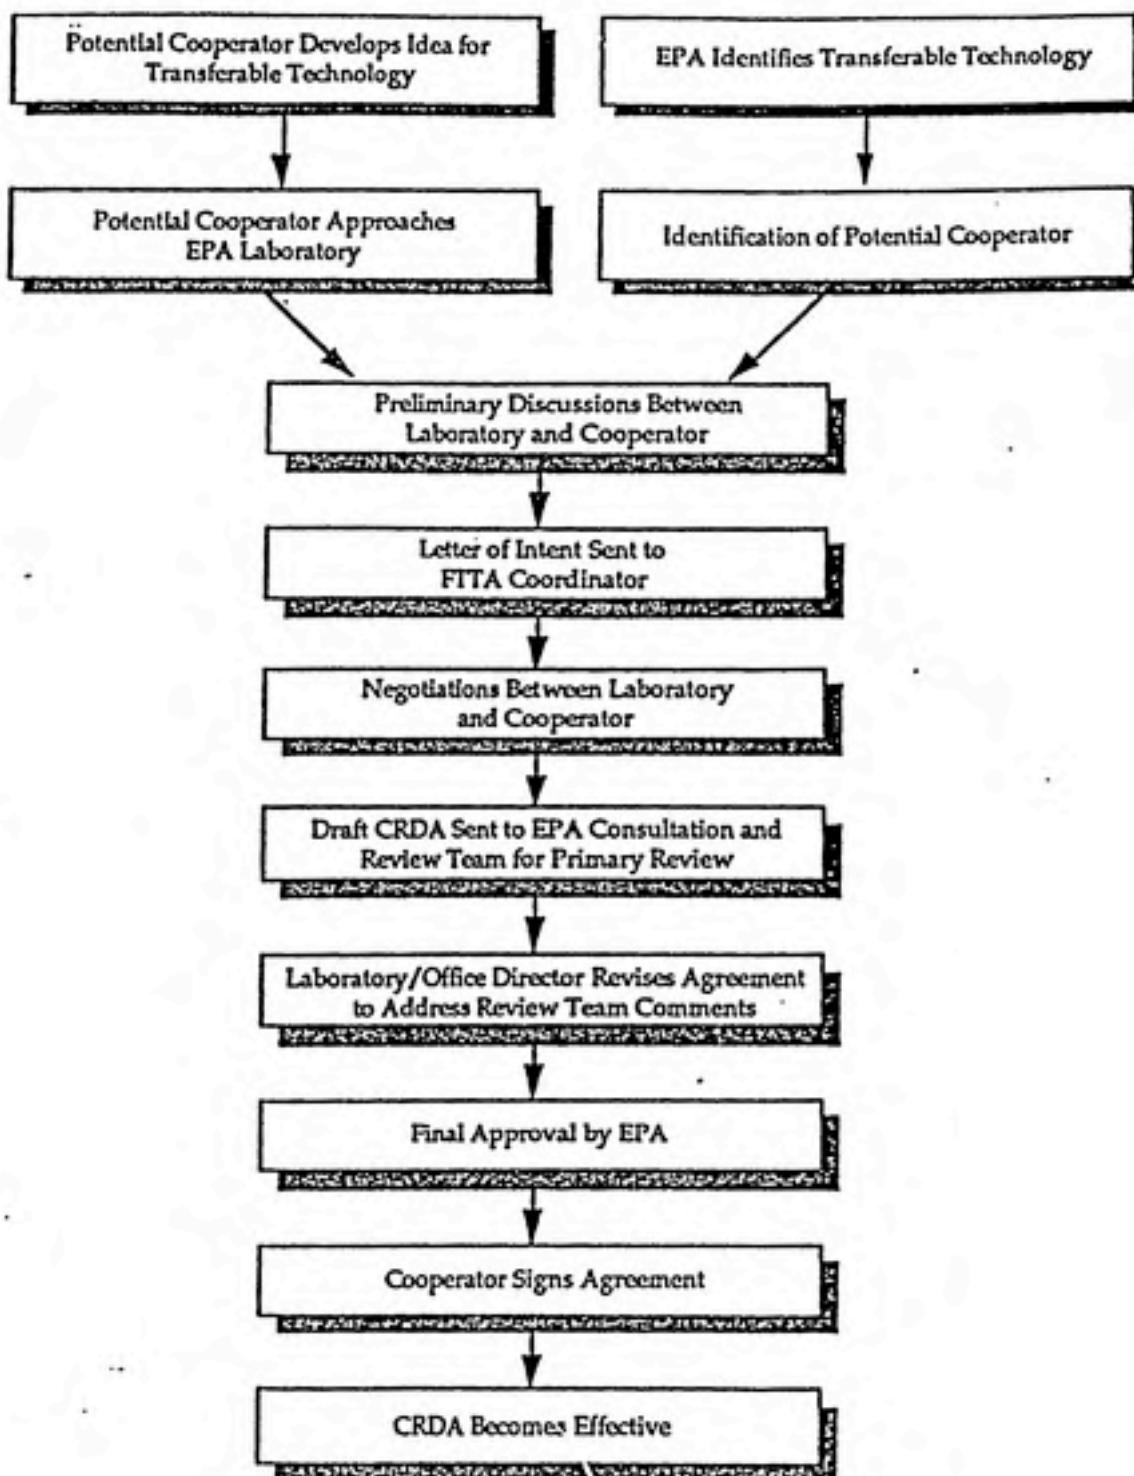 Potential Cooperator Develops Idea for
Transferable Technology
EPA Identifies Transferable Technology
Potential Cooperator Approaches
EPA Laboratory
Identification of Potential Cooperator
Preliminary Discussions Between
Laboratory and Cooperator
Letter of Intent Sent to
FTTA Coordinator
Negotiations Between Laboratory
and Cooperator
Draft CRDA Sent to EPA Consultation and
Review Team for Primary Review
Laboratory/Office Director Revises Agreement
to Address Review Team Comments
Final Approval by EPA
Cooperator Signs Agreement
CRDA Becomes Effective